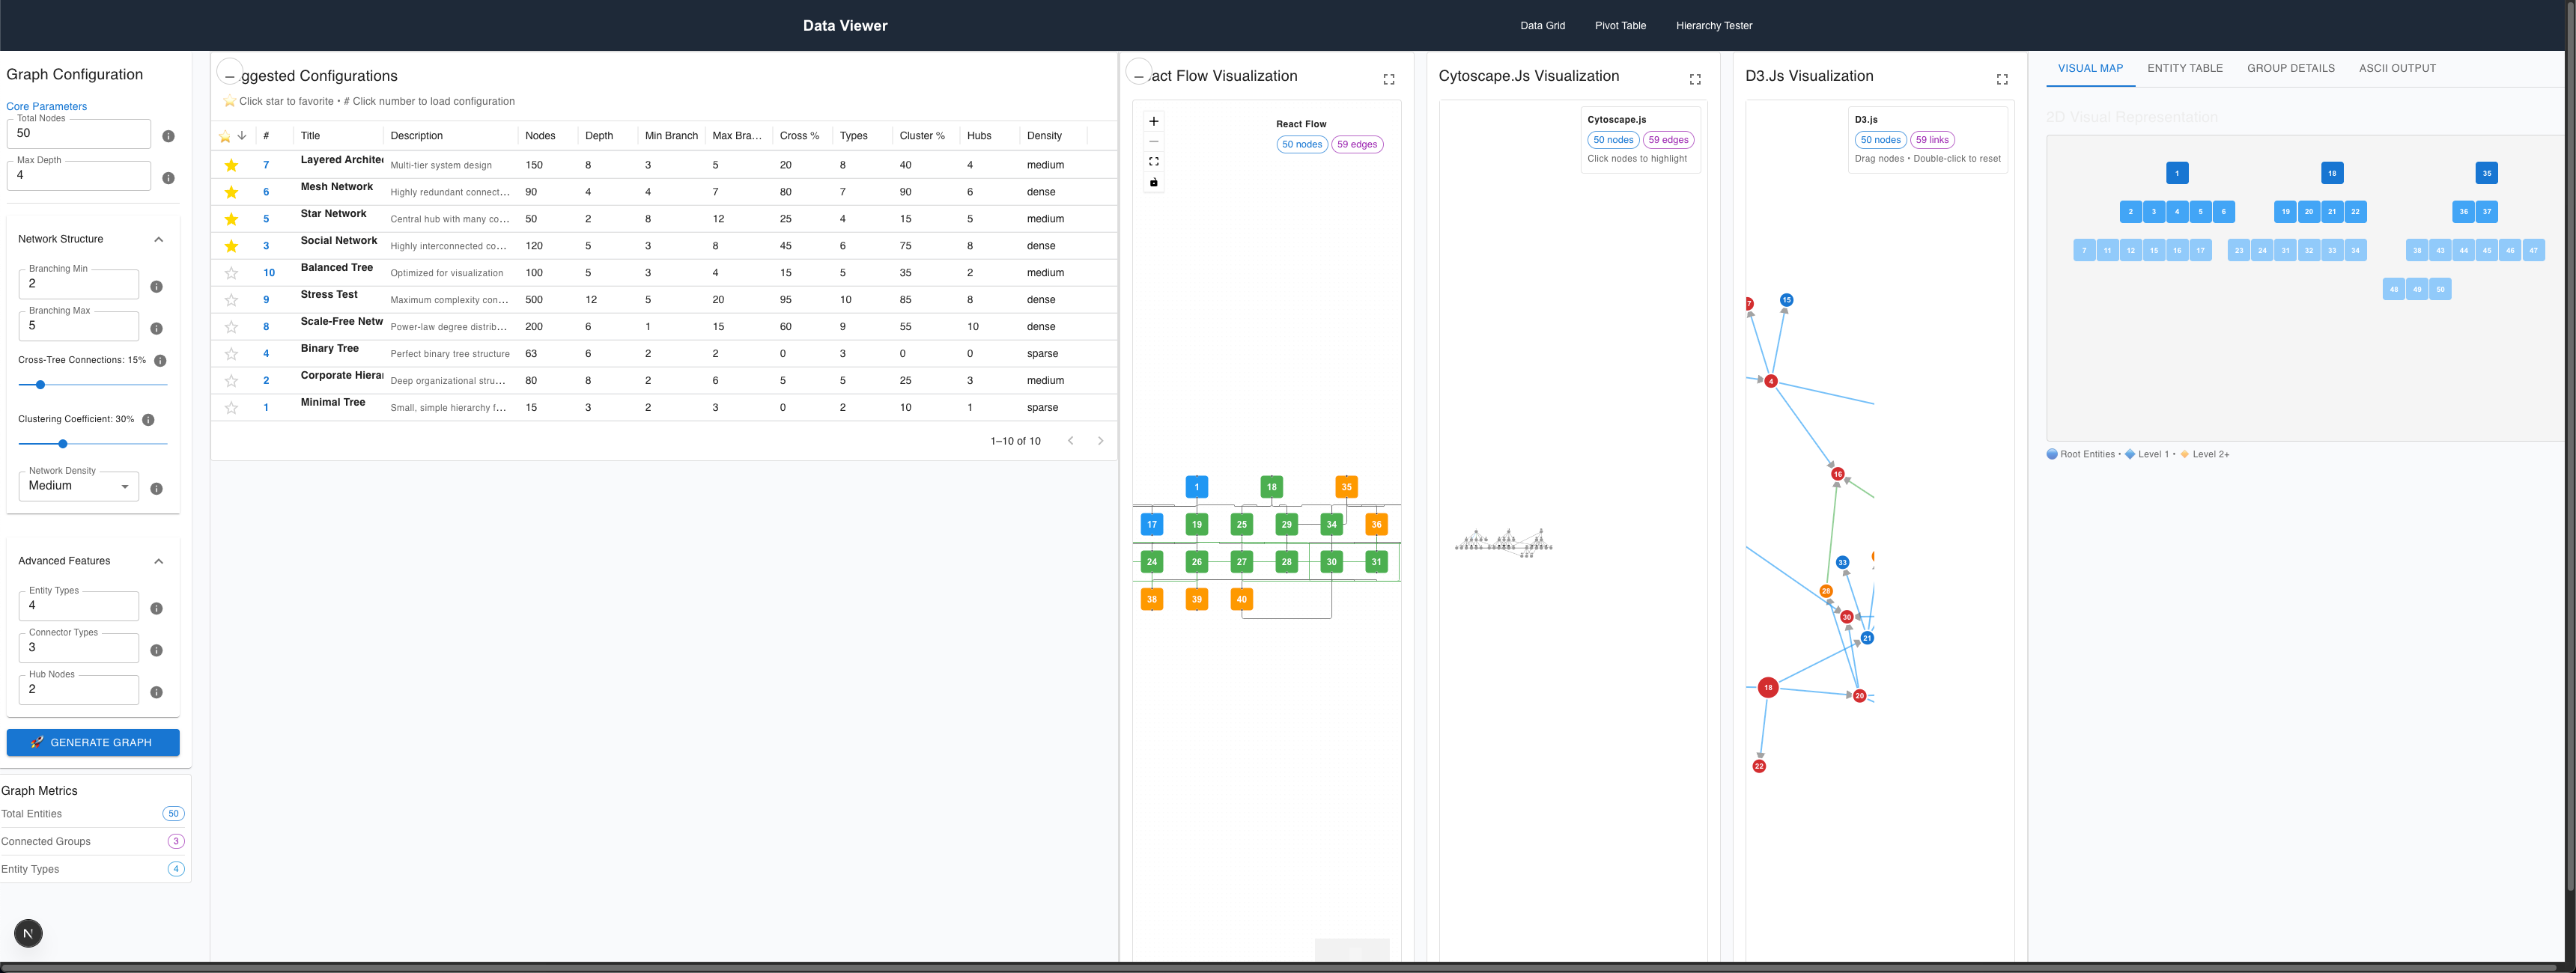 Data Viewer
Data Grid
Pivot Table
Hierarchy Tester
Graph Configuration
Core Parameters
Total Nodes
50
Max Depth
4
Network Structure
Branching Min
2
Branching Max
5
Cross-Tree Connections: 15%
Clustering Coefficient: 30%
Network Density
Medium
Advanced Features
Entity Types
4
Connector Types
3
Hub Nodes
2
GENERATE GRAPH
Graph Metrics
Total Entities 50
Connected Groups 3
Entity Types 4
N
ggested Configurations
Click star to favorite • # Click number to load configuration
# Title Description Nodes Depth Min Branch Max Bra... Cross % Types Cluster % Hubs Density
7 Layered Architec Multi-tier system design 150 8 3 5 20 8 40 4 medium
6 Mesh Network Highly redundant connect... 90 4 4 7 80 7 90 6 dense
5 Star Network Central hub with many co... 50 2 8 12 25 4 15 5 medium
3 Social Network Highly interconnected co... 120 5 3 8 45 6 75 8 dense
10 Balanced Tree Optimized for visualization 100 5 3 4 15 5 35 2 medium
9 Stress Test Maximum complexity con... 500 12 5 20 95 10 85 8 dense
8 Scale-Free Netw Power-law degree distrib... 200 6 1 15 60 9 55 10 dense
4 Binary Tree Perfect binary tree structure 63 6 2 2 0 3 0 0 sparse
2 Corporate Hierar Deep organizational stru... 80 8 2 6 5 5 25 3 medium
1 Minimal Tree Small, simple hierarchy f... 15 3 2 3 0 2 10 1 sparse
1–10 of 10
act Flow Visualization
React Flow
50 nodes 59 edges
1 18 35
17 19 25 29 34 36
24 26 27 28 30 31
38 39 40
Cytoscape.Js Visualization
Cytoscape.js
50 nodes 59 edges
Click nodes to highlight
D3.Js Visualization
D3.js
50 nodes 59 links
Drag nodes • Double-click to reset
7 15
4
16
33
28
30
21
18
20
22
VISUAL MAP ENTITY TABLE GROUP DETAILS ASCII OUTPUT
2D Visual Representation
1 18 35
2 3 4 5 6 19 20 21 22 36 37
7 11 12 15 16 17 23 24 31 32 33 34 38 43 44 45 46 47
48 49 50
Root Entities • Level 1 • Level 2+